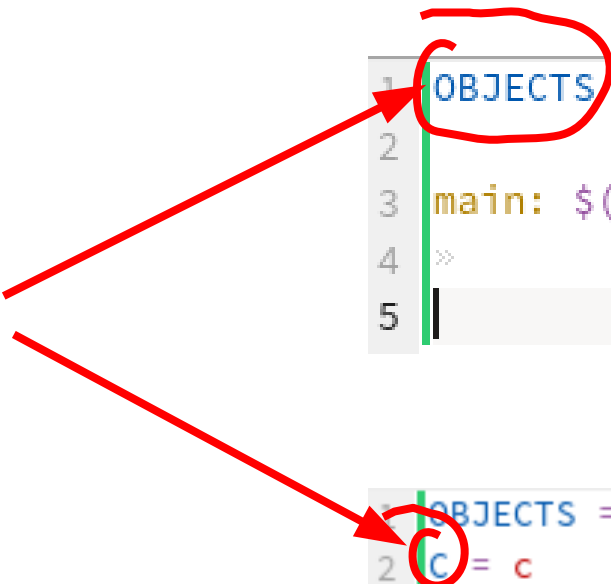 1 OBJECTS
2
3 main: $(
4 »
5
1 OBJECTS =
2 C = c